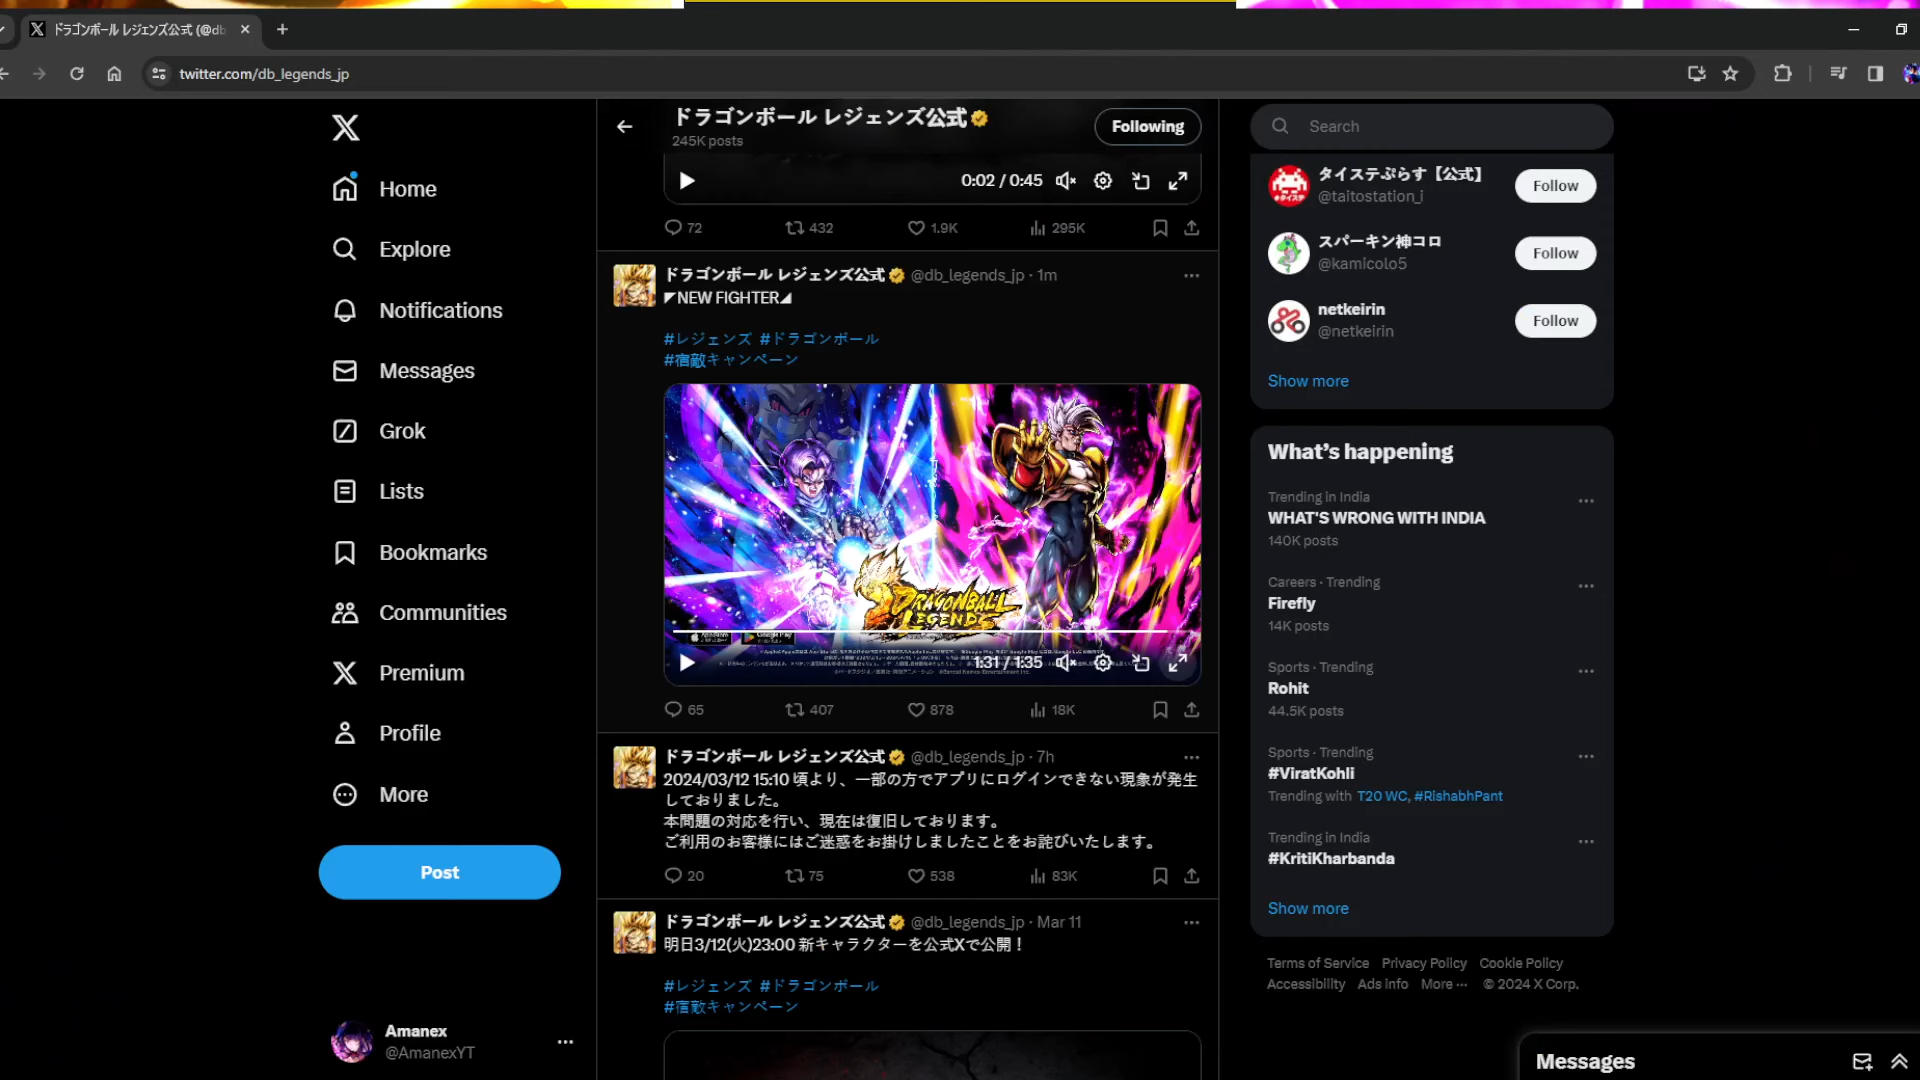 ドラゴンボール レジェンズ公式 (@db
twitter.com/db_legends_jp
Home
Explore
Notifications
Messages
Grok
Lists
Bookmarks
Communities
Premium
Profile
More
Post
Amanex
@AmanexYT
ドラゴンボール レジェンズ公式
245K posts
Following
0:02 / 0:45
72 432 1.9K 295K
ドラゴンボール レジェンズ公式 @db_legends_jp · 1m
◤NEW FIGHTER◢
#レジェンズ #ドラゴンボール
#宿敵キャンペーン
DRAGONBALL
LEGENDS
App Store Google Play
1:31 / 1:35
65 407 878 18K
ドラゴンボール レジェンズ公式 @db_legends_jp · 7h
2024/03/12 15:10 頃より、一部の方でアプリにログインできない現象が発生
しておりました。
本問題の対応を行い、現在は復旧しております。
ご利用のお客様にはご迷惑をお掛けしましたことをお詫びいたします。
20 75 538 83K
ドラゴンボール レジェンズ公式 @db_legends_jp · Mar 11
明日3/12(火)23:00 新キャラクターを公式Xで公開！
#レジェンズ #ドラゴンボール
#宿敵キャンペーン
Search
タイステぷらす【公式】
@taitostation_i
Follow
スパーキン神コロ
@kamicolo5
Follow
netkeirin
@netkeirin
Follow
Show more
What's happening
Trending in India
WHAT'S WRONG WITH INDIA
140K posts
Careers · Trending
Firefly
14K posts
Sports · Trending
Rohit
44.5K posts
Sports · Trending
#ViratKohli
Trending with T20 WC, #RishabhPant
Trending in India
#KritiKharbanda
Show more
Terms of Service Privacy Policy Cookie Policy
Accessibility Ads info More ··· © 2024 X Corp.
Messages